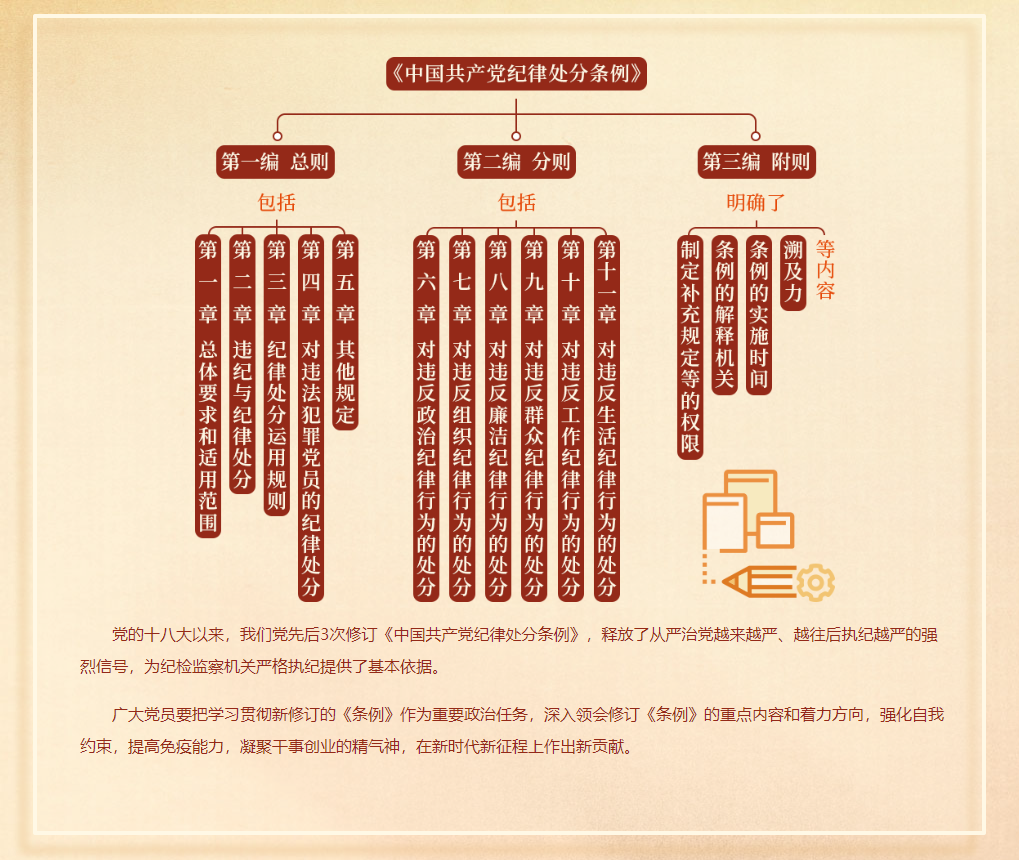 《中国共产党纪律处分条例》
第一编 总则
包括
第一章 总体要求和适用范围
第二章 违纪与纪律处分
第三章 纪律处分运用规则
第四章 对违法犯罪党员的纪律处分
第五章 其他规定
第二编 分则
包括
第六章 对违反政治纪律行为的处分
第七章 对违反组织纪律行为的处分
第八章 对违反廉洁纪律行为的处分
第九章 对违反群众纪律行为的处分
第十章 对违反工作纪律行为的处分
第十一章 对违反生活纪律行为的处分
第三编 附则
明确了
制定补充规定等的权限
条例的解释机关
条例的实施时间
溯及力
等内容
党的十八大以来，我们党先后3次修订《中国共产党纪律处分条例》，释放了从严治党越来越严、越往后执纪越严的强
烈信号，为纪检监察机关严格执纪提供了基本依据。
广大党员要把学习贯彻新修订的《条例》作为重要政治任务，深入领会修订《条例》的重点内容和着力方向，强化自我
约束，提高免疫能力，凝聚干事创业的精气神，在新时代新征程上作出新贡献。